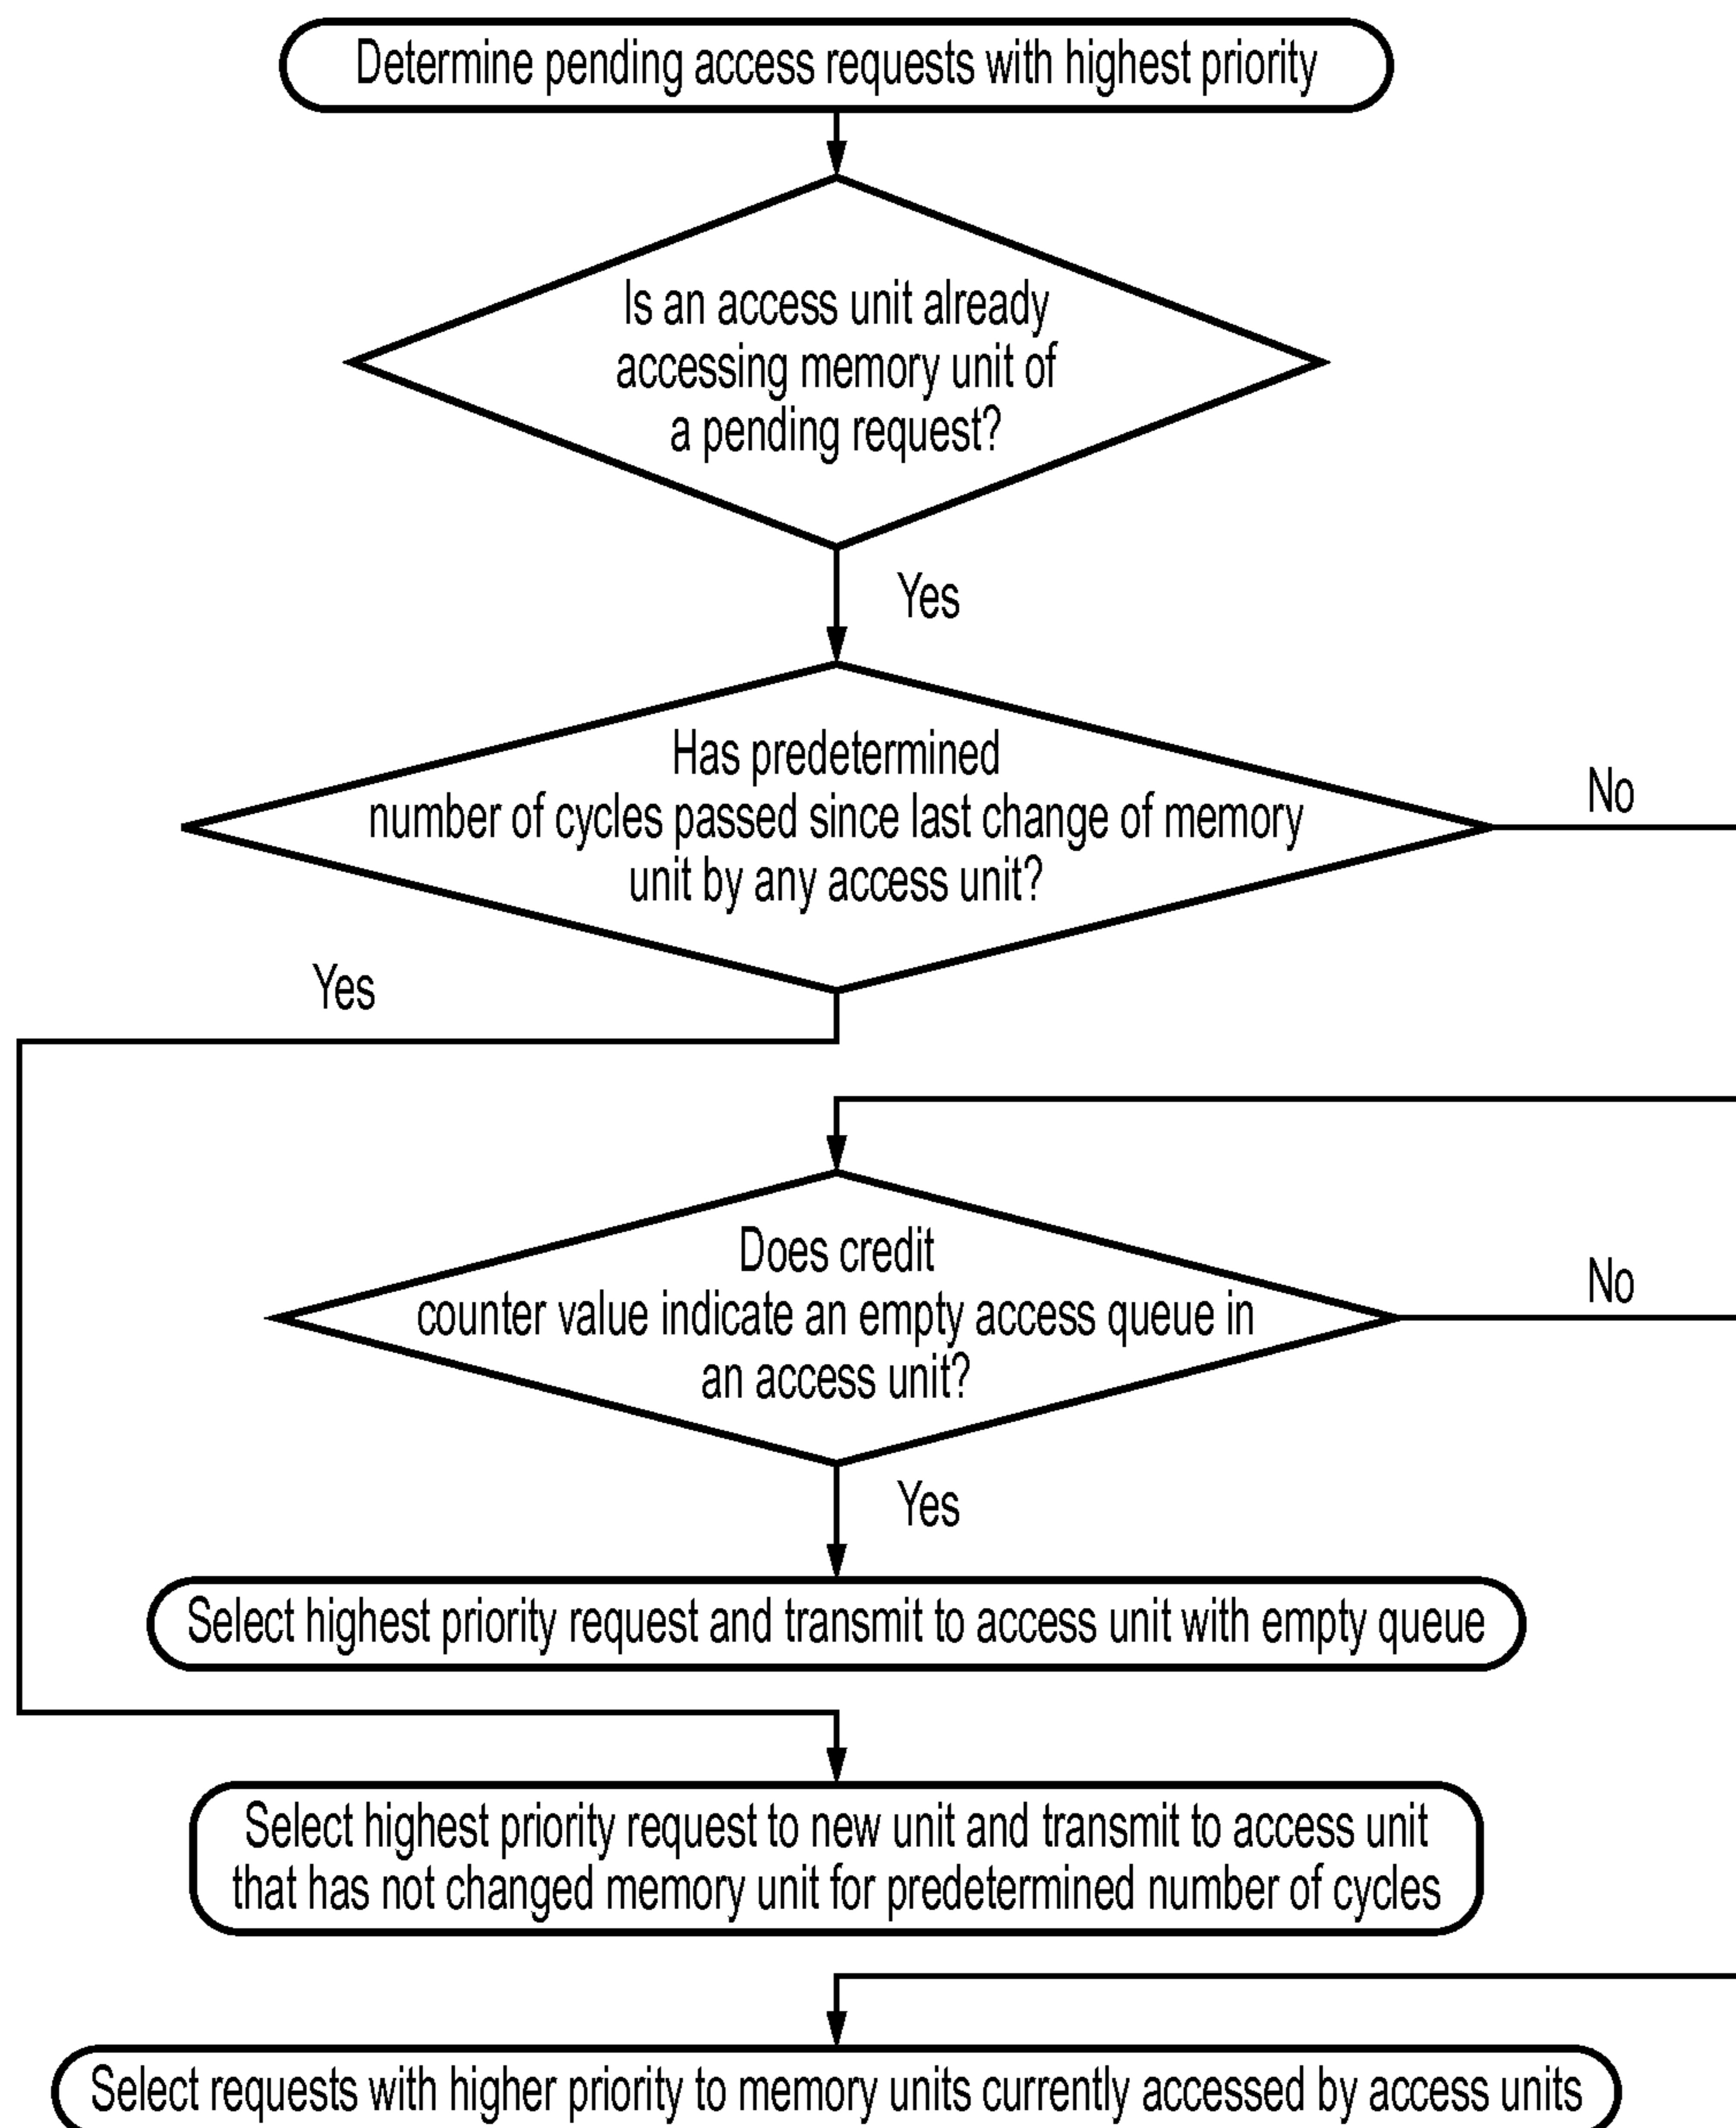 Determine pending access requests with highest priority
Is an access unit already
accessing memory unit of
a pending request?
Yes
Has predetermined
number of cycles passed since last change of memory
unit by any access unit?
No
Yes
Does credit
counter value indicate an empty access queue in
an access unit?
No
Yes
Select highest priority request and transmit to access unit with empty queue
Select highest priority request to new unit and transmit to access unit
that has not changed memory unit for predetermined number of cycles
Select requests with higher priority to memory units currently accessed by access units